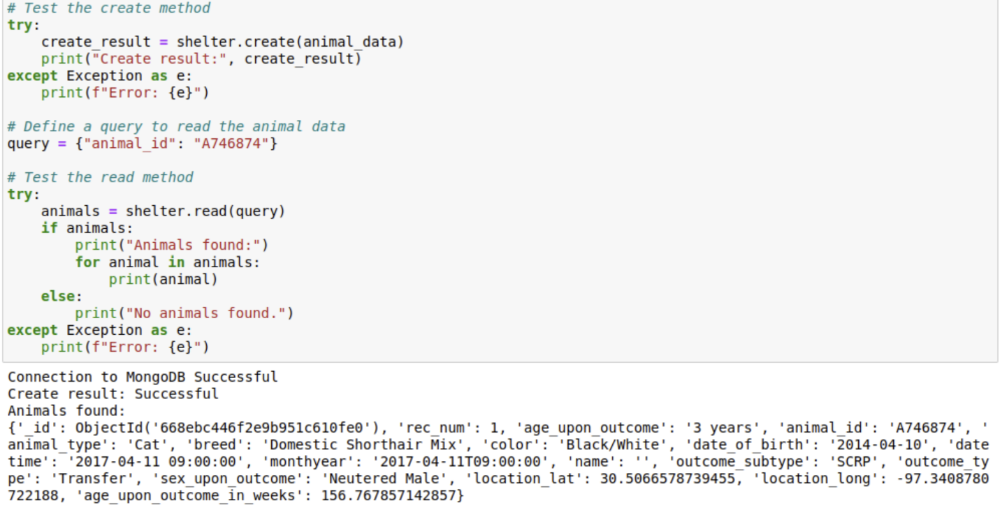 # Test the create method
try:
    create_result = shelter.create(animal_data)
    print("Create result:", create_result)
except Exception as e:
    print(f"Error: {e}")
# Define a query to read the animal data
query = {"animal_id": "A746874"}
# Test the read method
try:
    animals = shelter.read(query)
    if animals:
        print("Animals found:")
        for animal in animals:
            print(animal)
    else:
        print("No animals found.")
except Exception as e:
    print(f"Error: {e}")
Connection to MongoDB Successful
Create result: Successful
Animals found:
{'_id': ObjectId('668ebc446f2e9b951c610fe0'), 'rec_num': 1, 'age_upon_outcome': '3 years', 'animal_id': 'A746874', '
animal_type': 'Cat', 'breed': 'Domestic Shorthair Mix', 'color': 'Black/White', 'date_of_birth': '2014-04-10', 'date
time': '2017-04-11 09:00:00', 'monthyear': '2017-04-11T09:00:00', 'name': '', 'outcome_subtype': 'SCRP', 'outcome_ty
pe': 'Transfer', 'sex_upon_outcome': 'Neutered Male', 'location_lat': 30.5066578739455, 'location_long': -97.3408780
722188, 'age_upon_outcome_in_weeks': 156.767857142857}